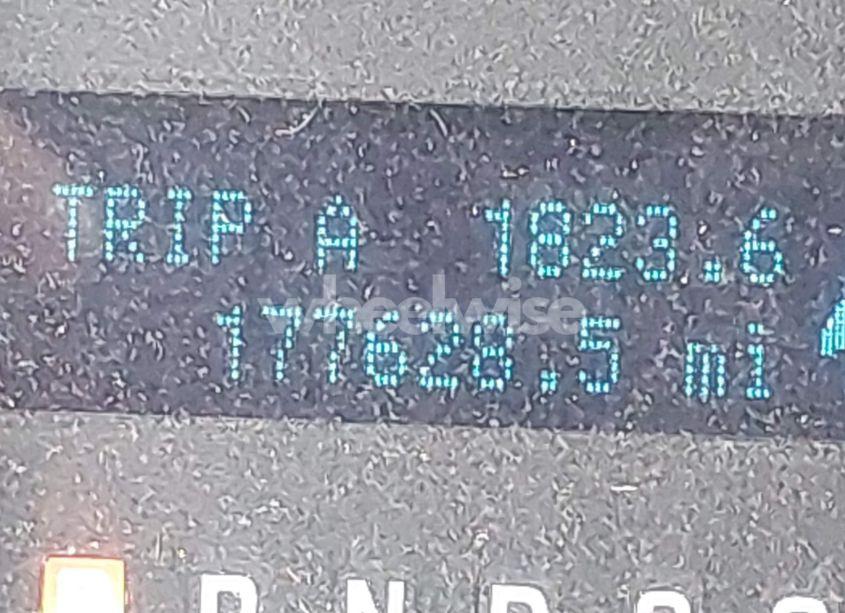 TRIP A 1823.6
177628.5 mi
wheelwise
R N D